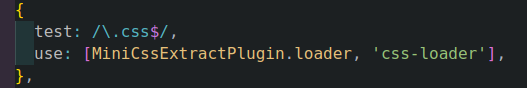 {
  test: /\.css$/,
  use: [MiniCssExtractPlugin.loader, 'css-loader'],
},